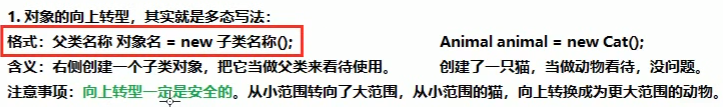 1. 对象的向上转型，其实就是多态写法：
格式：父类名称 对象名 = new 子类名称(); Animal animal = new Cat();
含义：右侧创建一个子类对象，把它当做父类来看待使用。 创建了一只猫，当做动物看待，没问题。
注意事项：向上转型一定是安全的。从小范围转向了大范围，从小范围的猫，向上转换成为更大范围的动物。